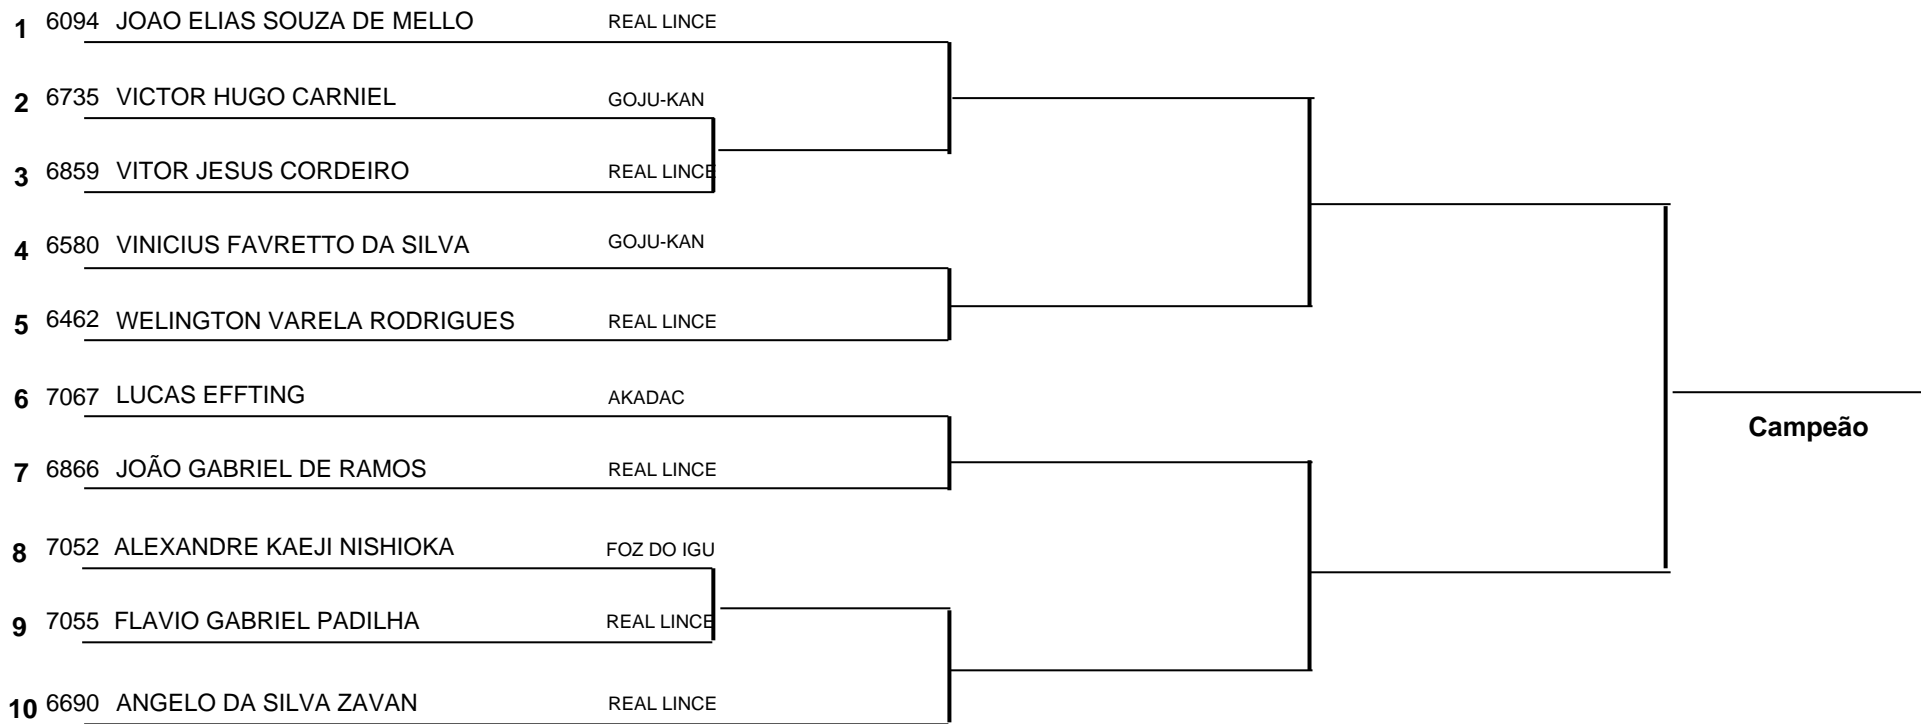 1 6094 JOAO ELIAS SOUZA DE MELLO REAL LINCE
2 6735 VICTOR HUGO CARNIEL GOJU-KAN
3 6859 VITOR JESUS CORDEIRO REAL LINCE
4 6580 VINICIUS FAVRETTO DA SILVA GOJU-KAN
5 6462 WELINGTON VARELA RODRIGUES REAL LINCE
6 7067 LUCAS EFFTING AKADAC
Campeão
7 6866 JOÃO GABRIEL DE RAMOS REAL LINCE
8 7052 ALEXANDRE KAEJI NISHIOKA FOZ DO IGU
9 7055 FLAVIO GABRIEL PADILHA REAL LINCE
10 6690 ANGELO DA SILVA ZAVAN REAL LINCE